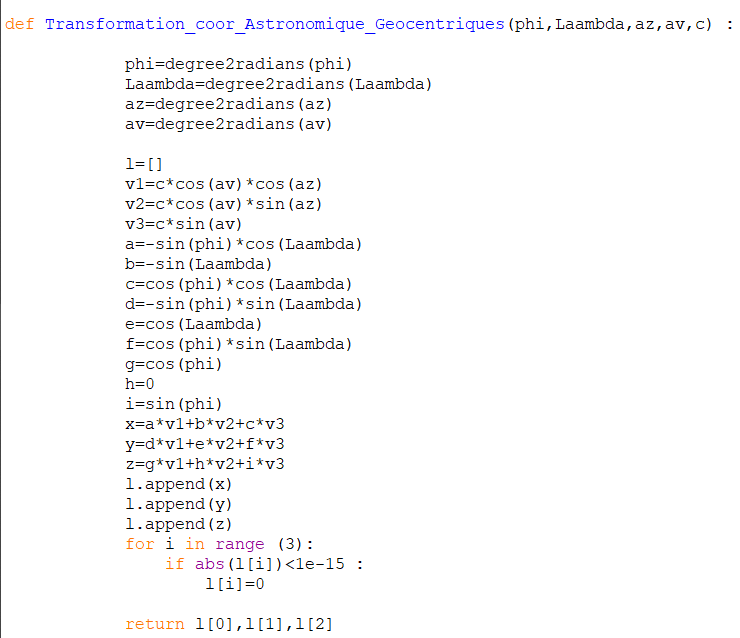 def Transformation_coor_Astronomique_Geocentriques(phi,Laambda,az,av,c) :
phi=degree2radians(phi)
Laambda=degree2radians(Laambda)
az=degree2radians(az)
av=degree2radians(av)
l=[]
v1=c*cos(av)*cos(az)
v2=c*cos(av)*sin(az)
v3=c*sin(av)
a=-sin(phi)*cos(Laambda)
b=-sin(Laambda)
c=cos(phi)*cos(Laambda)
d=-sin(phi)*sin(Laambda)
e=cos(Laambda)
f=cos(phi)*sin(Laambda)
g=cos(phi)
h=0
i=sin(phi)
x=a*v1+b*v2+c*v3
y=d*v1+e*v2+f*v3
z=g*v1+h*v2+i*v3
l.append(x)
l.append(y)
l.append(z)
for i in range (3):
if abs(l[i])<1e-15 :
l[i]=0
return l[0],l[1],l[2]